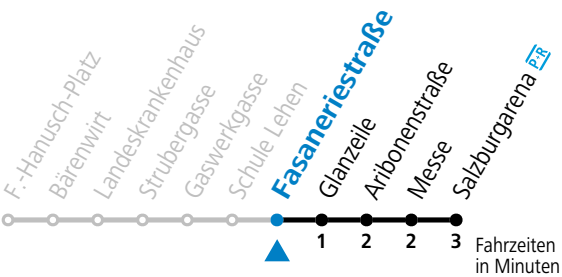 F.-Hanusch-Platz
Bärenwirt
Landeskrankenhaus
Strubergasse
Gaswerkgasse
Schule Lehen
Fasaneriestraße
Glanzeile
Aribonenstraße
Messe
Salzburgarena P+R
1 2 2 3
Fahrzeiten
in Minuten